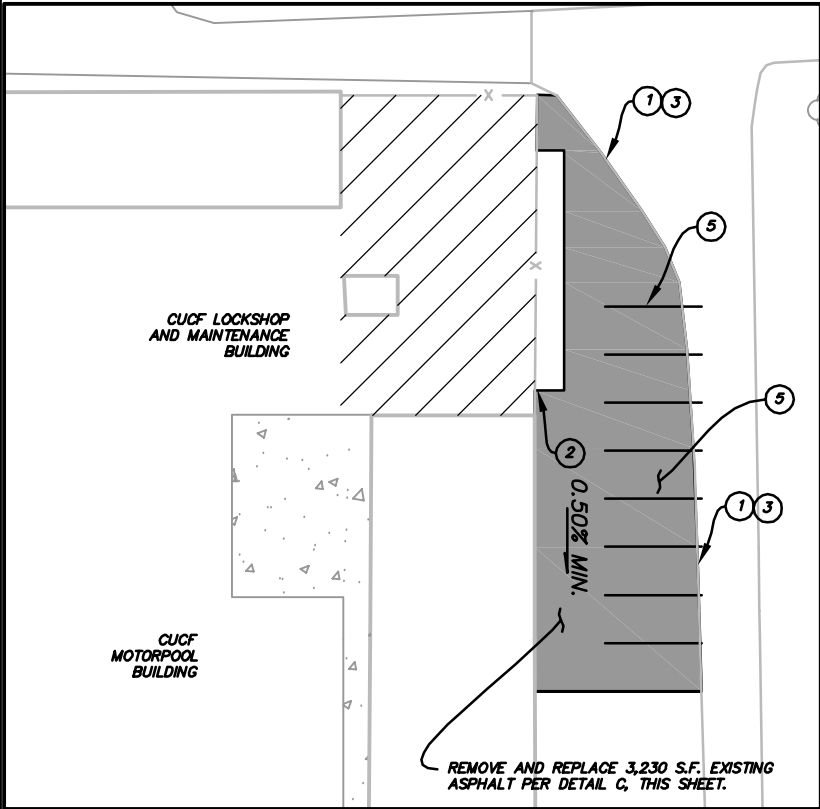 X
1 3
5
X
CUCF LOCKSHOP
AND MAINTENANCE
BUILDING
5
2
1 3
0.50% MIN.
CUCF
MOTORPOOL
BUILDING
REMOVE AND REPLACE 3,230 S.F. EXISTING
ASPHALT PER DETAIL C, THIS SHEET.